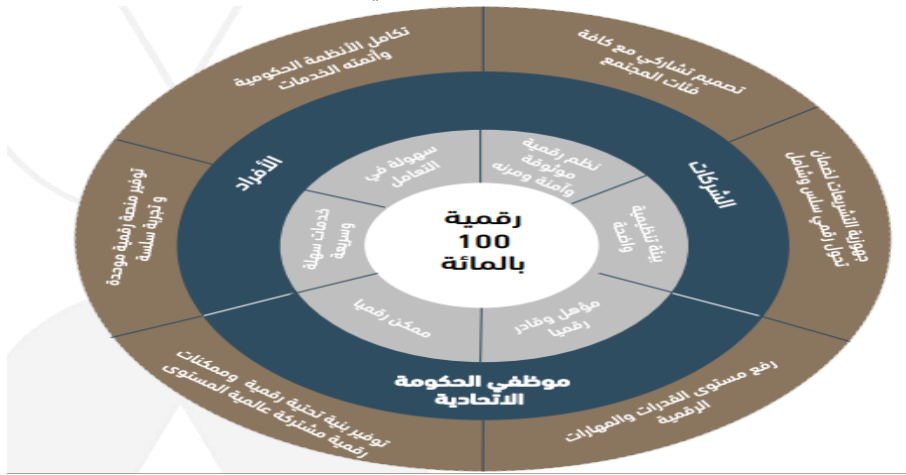 تكامل الأنظمة الحكومية
وأتمته الخدمات
تصميم تشاركي مع كافة
فئات المجتمع
جهوزية التشريعات لضمان
تحول رقمي سلس وشامل
رفع مستوى القدرات والمهارات
الرقمية
توفير بنية تحتية رقمية وممكنات
رقمية مشتركة عالمية المستوى
توفير منصة رقمية موحدة
و تجربة سلسة
الأفراد
الشركات
موظفي الحكومة
الاتحادية
سهولة في
التعامل
نظم رقمية
موثوقة
وآمنة ومرنه
بيئة تنظيمية
واضحة
مؤهل وقادر
رقميا
ممكن رقميا
خدمات سهلة
وسريعة
رقمية
100
بالمائة